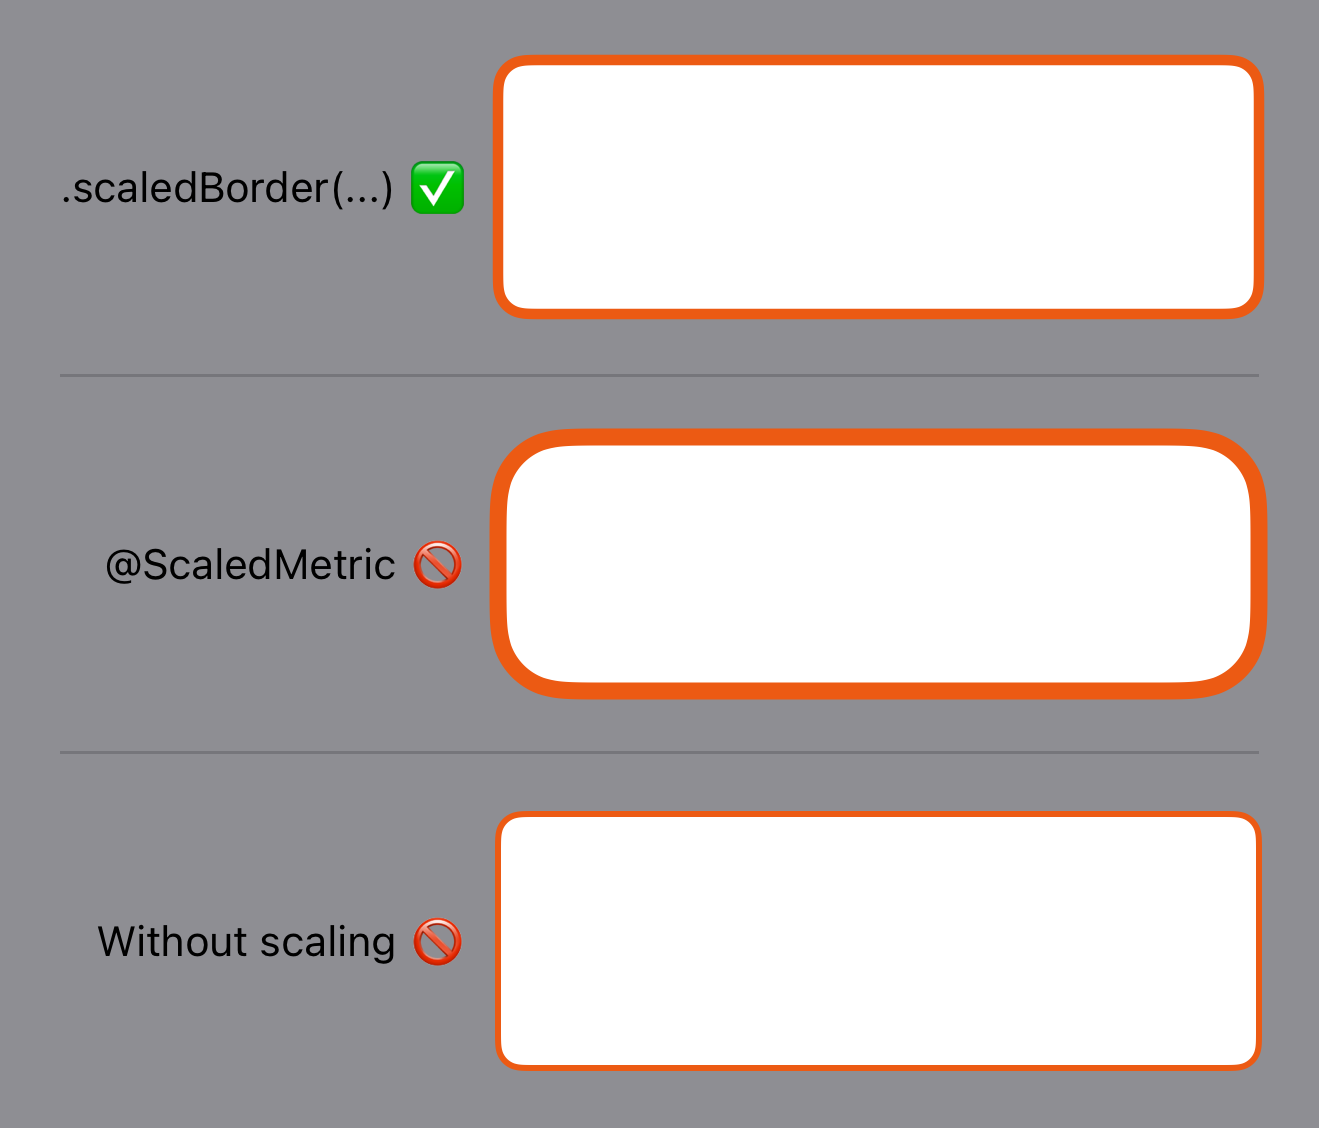 .scaledBorder(...) ✅
@ScaledMetric 🚫
Without scaling 🚫